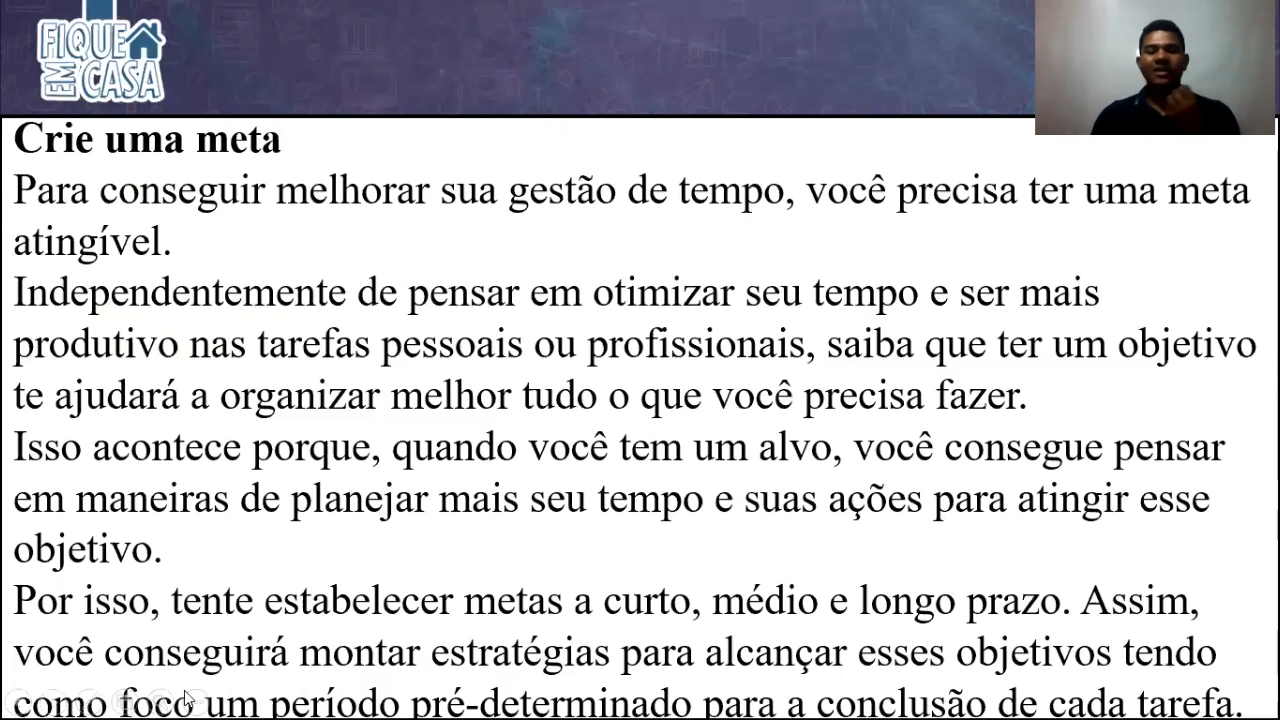 FIQUE
EM CASA
Crie uma meta
Para conseguir melhorar sua gestão de tempo, você precisa ter uma meta
atingível.
Independentemente de pensar em otimizar seu tempo e ser mais
produtivo nas tarefas pessoais ou profissionais, saiba que ter um objetivo
te ajudará a organizar melhor tudo o que você precisa fazer.
Isso acontece porque, quando você tem um alvo, você consegue pensar
em maneiras de planejar mais seu tempo e suas ações para atingir esse
objetivo.
Por isso, tente estabelecer metas a curto, médio e longo prazo. Assim,
você conseguirá montar estratégias para alcançar esses objetivos tendo
como foco um período pré-determinado para a conclusão de cada tarefa.